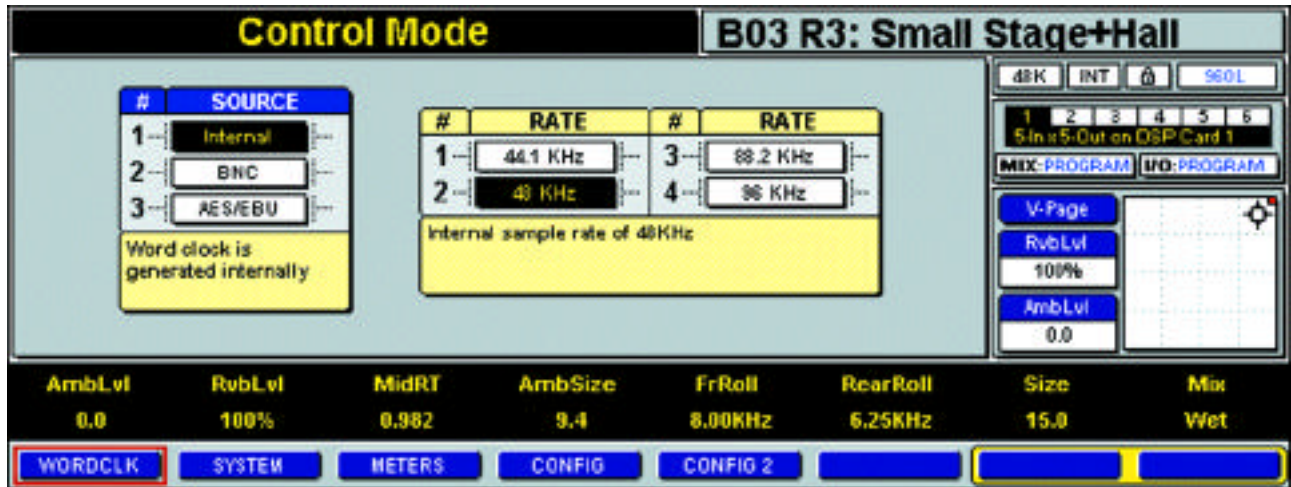 Control Mode
B03 R3: Small Stage+Hall
48K INT 960L
# SOURCE
1 Internal
2 BNC
3 AES/EBU
Word clock is
generated internally
# RATE # RATE
1 44.1 KHz 3 88.2 KHz
2 48 KHz 4 96 KHz
Internal sample rate of 48KHz
1 2 3 4 5 6
5-In x 5-Out on DSP Card 1
MIX:PROGRAM I/O:PROGRAM
V-Page
RvbLvl
100%
AmbLvl
0.0
AmbLvl RvbLvl MidRT AmbSize FrRoll RearRoll Size Mix
0.0 100% 0.982 9.4 8.00KHz 6.25KHz 15.0 Wet
WORDCLK SYSTEM METERS CONFIG CONFIG 2